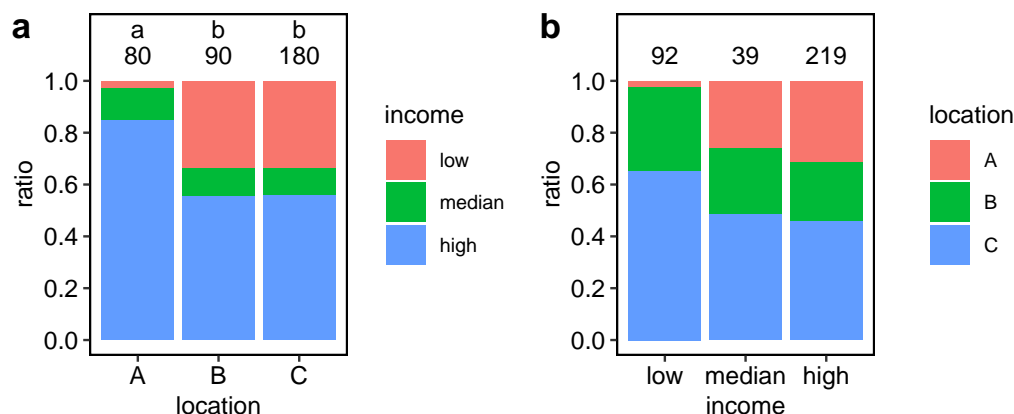 a
a b b
80 90 180
1.0
0.8
0.6
0.4
0.2
0.0
ratio
A B C
location
income
low
median
high
b
92 39 219
1.0
0.8
0.6
0.4
0.2
0.0
ratio
low median high
income
location
A
B
C